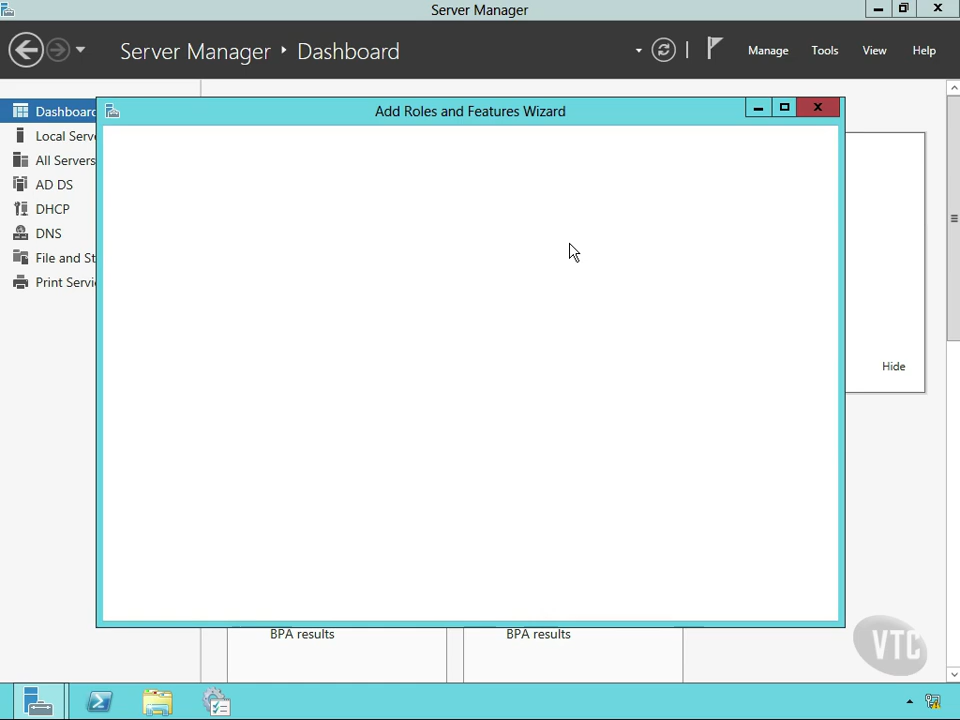 Server Manager
Server Manager Dashboard
Manage Tools View Help
Add Roles and Features Wizard
Dashboard
Local Serve
All Servers
AD DS
DHCP
DNS
File and St
Print Servi
Hide
BPA results
BPA results
VTC